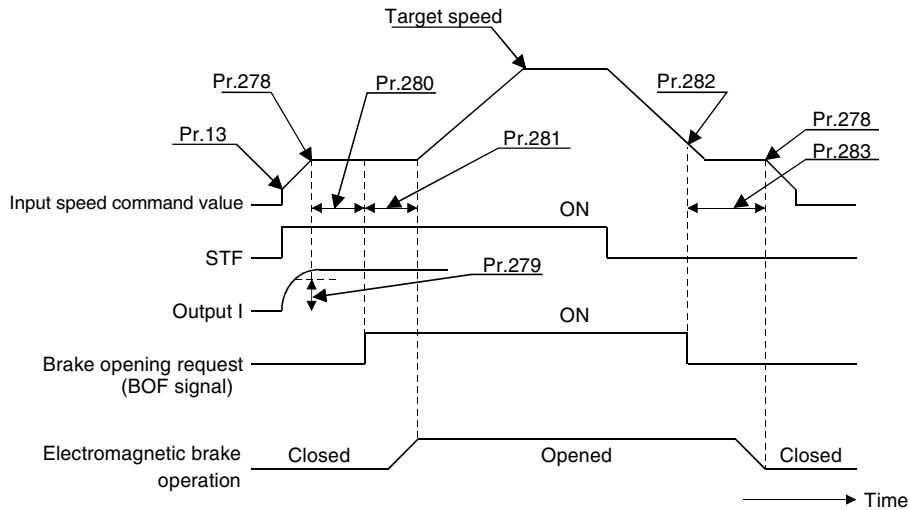 Target speed
Pr.278
Pr.280
Pr.282
Pr.278
Pr.13
Pr.281
Pr.283
Input speed command value
ON
STF
Pr.279
Output I
ON
Brake opening request
(BOF signal)
Electromagnetic brake
operation
Closed
Opened
Closed
Time